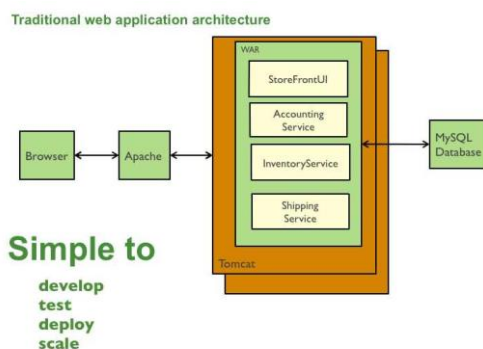 Traditional web application architecture
WAR
StoreFrontUI
Accounting
Service
InventoryService
Shipping
Service
Browser
Apache
MySQL
Database
Tomcat
Simple to
develop
test
deploy
scale